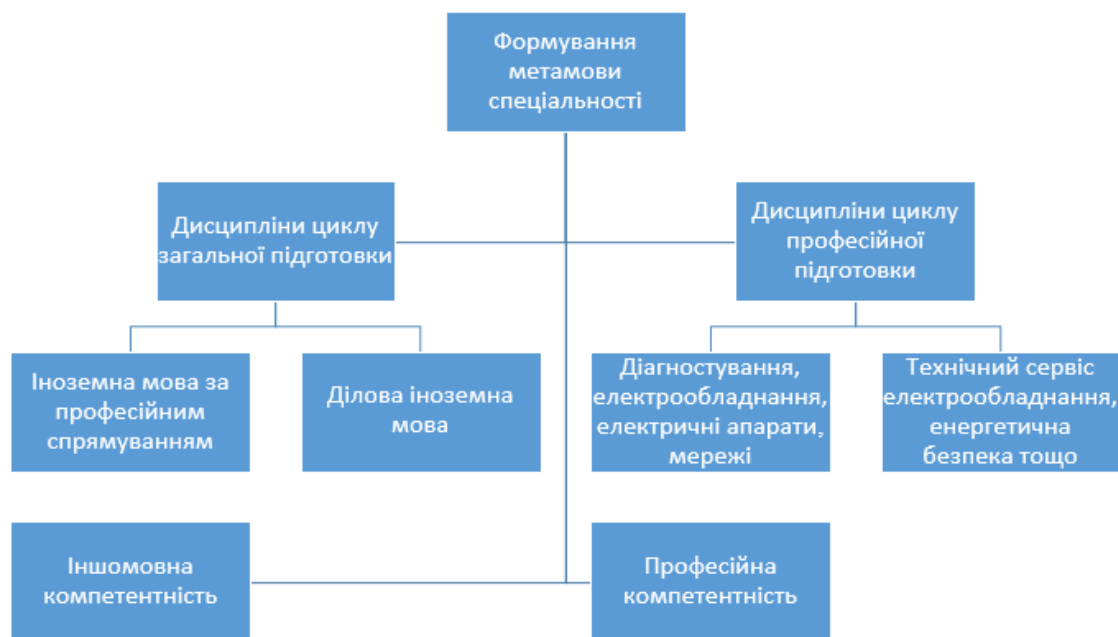 Формування
метамови
спеціальності
Дисципліни циклу
загальної підготовки
Дисципліни циклу
професійної
підготовки
Іноземна мова за
професійним
спрямуванням
Ділова іноземна
мова
Діагностування,
електрообладнання,
електричні апарати,
мережі
Технічний сервіс
електрообладнання,
енергетична
безпека тощо
Іншомовна
компетентність
Професійна
компетентність